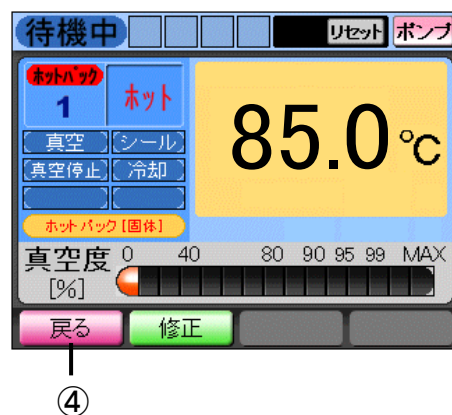 待機中 リセット ポンプ
ホットパック
1 ホット
85.0℃
真空 シール
真空停止 冷却
ホットパック[固体]
真空度 0 40 80 90 95 99 MAX
[%]
戻る 修正
④